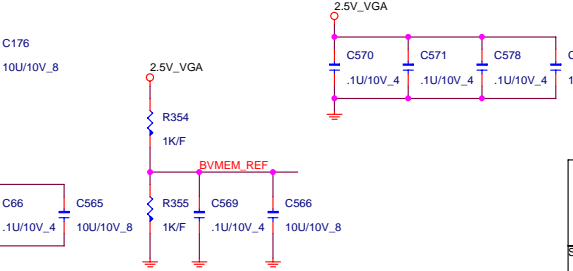 2.5V_VGA
C176
10U/10V_8
2.5V_VGA
C570
C571
C578
.1U/10V_4
.1U/10V_4
.1U/10V_4
R354
1K/F
BVMEM_REF
C66
C565
R355
C569
C566
.1U/10V_4
10U/10V_8
1K/F
.1U/10V_4
10U/10V_8